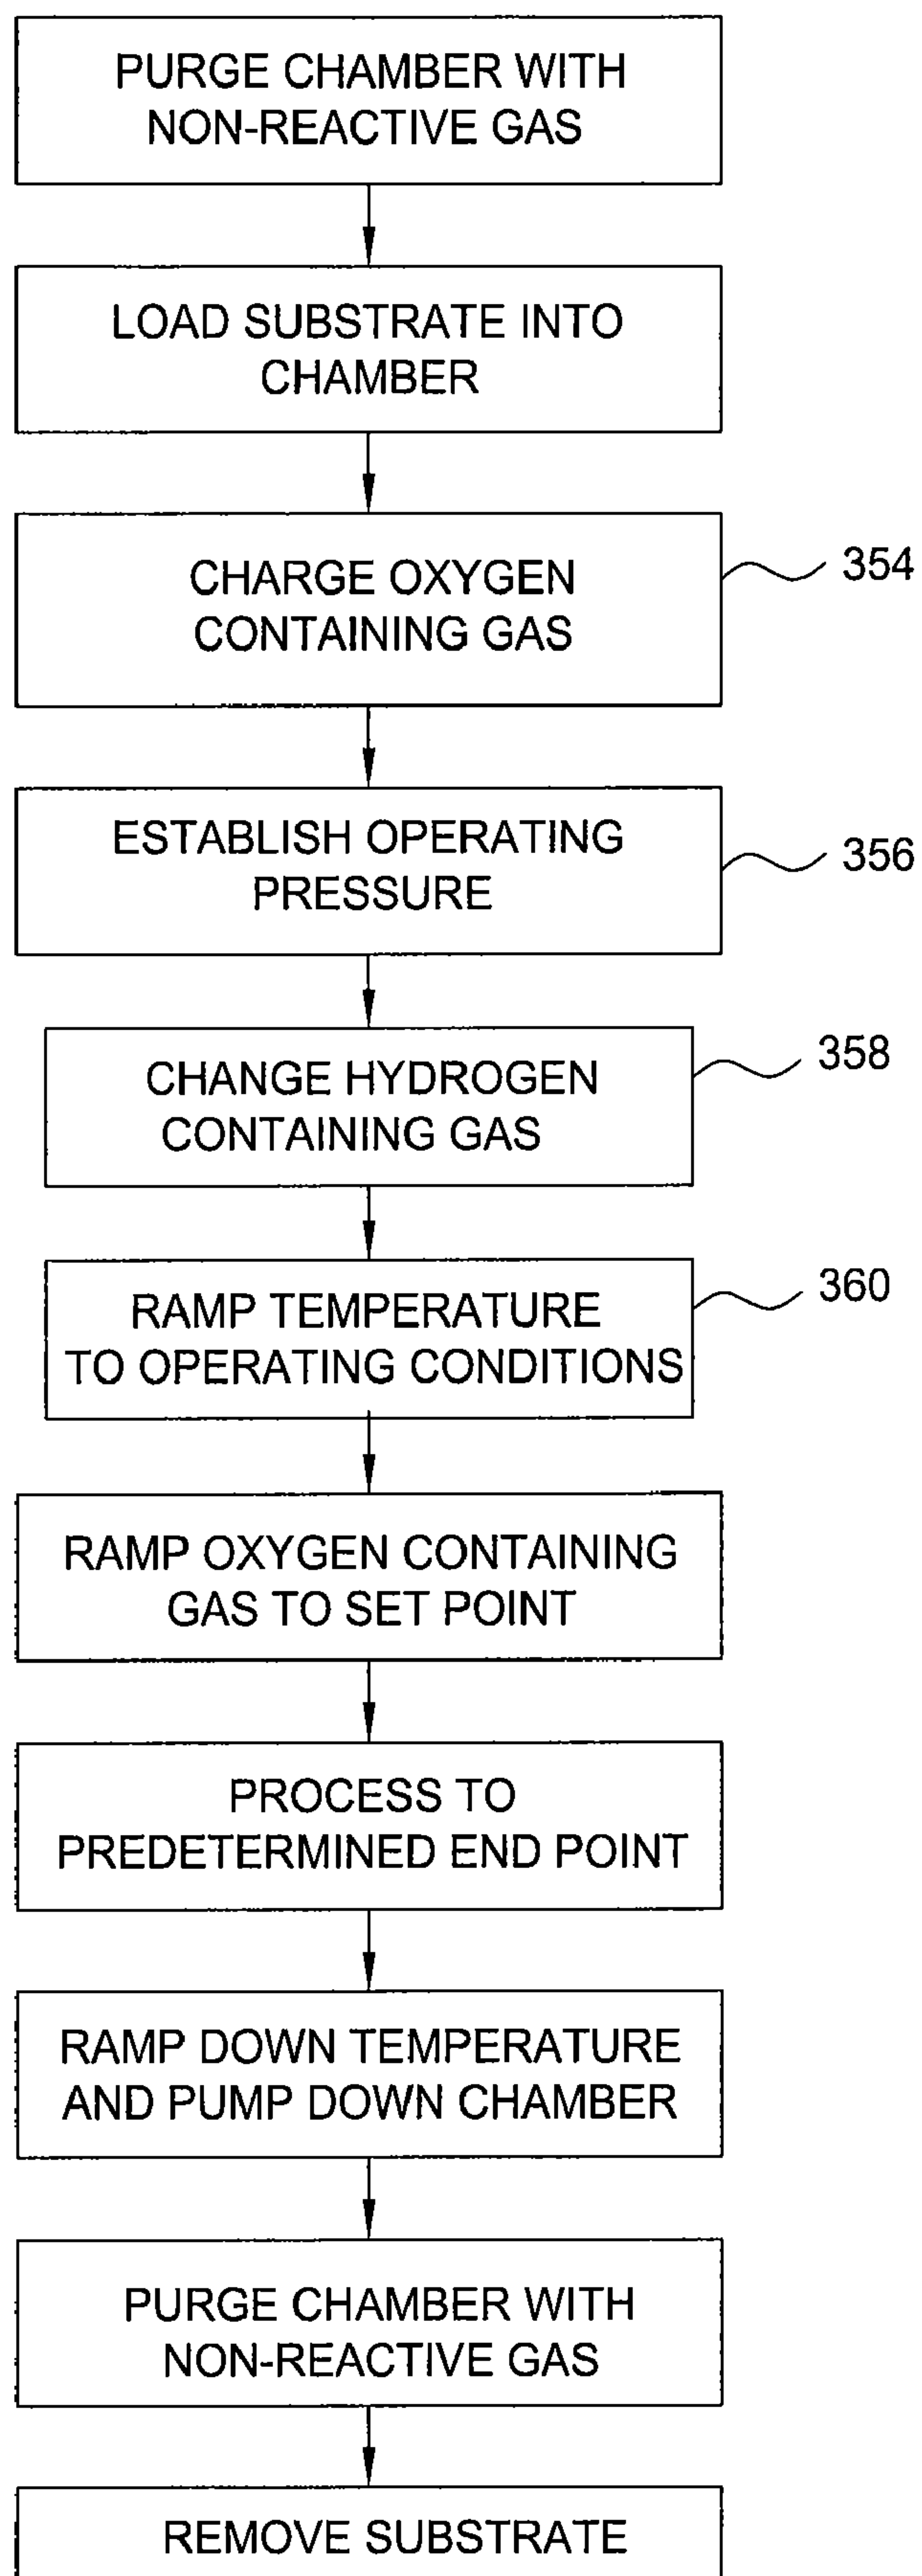 PURGE CHAMBER WITH
NON-REACTIVE GAS
LOAD SUBSTRATE INTO
CHAMBER
CHARGE OXYGEN
CONTAINING GAS
354
ESTABLISH OPERATING
PRESSURE
356
CHANGE HYDROGEN
CONTAINING GAS
358
RAMP TEMPERATURE
TO OPERATING CONDITIONS
360
RAMP OXYGEN CONTAINING
GAS TO SET POINT
PROCESS TO
PREDETERMINED END POINT
RAMP DOWN TEMPERATURE
AND PUMP DOWN CHAMBER
PURGE CHAMBER WITH
NON-REACTIVE GAS
REMOVE SUBSTRATE